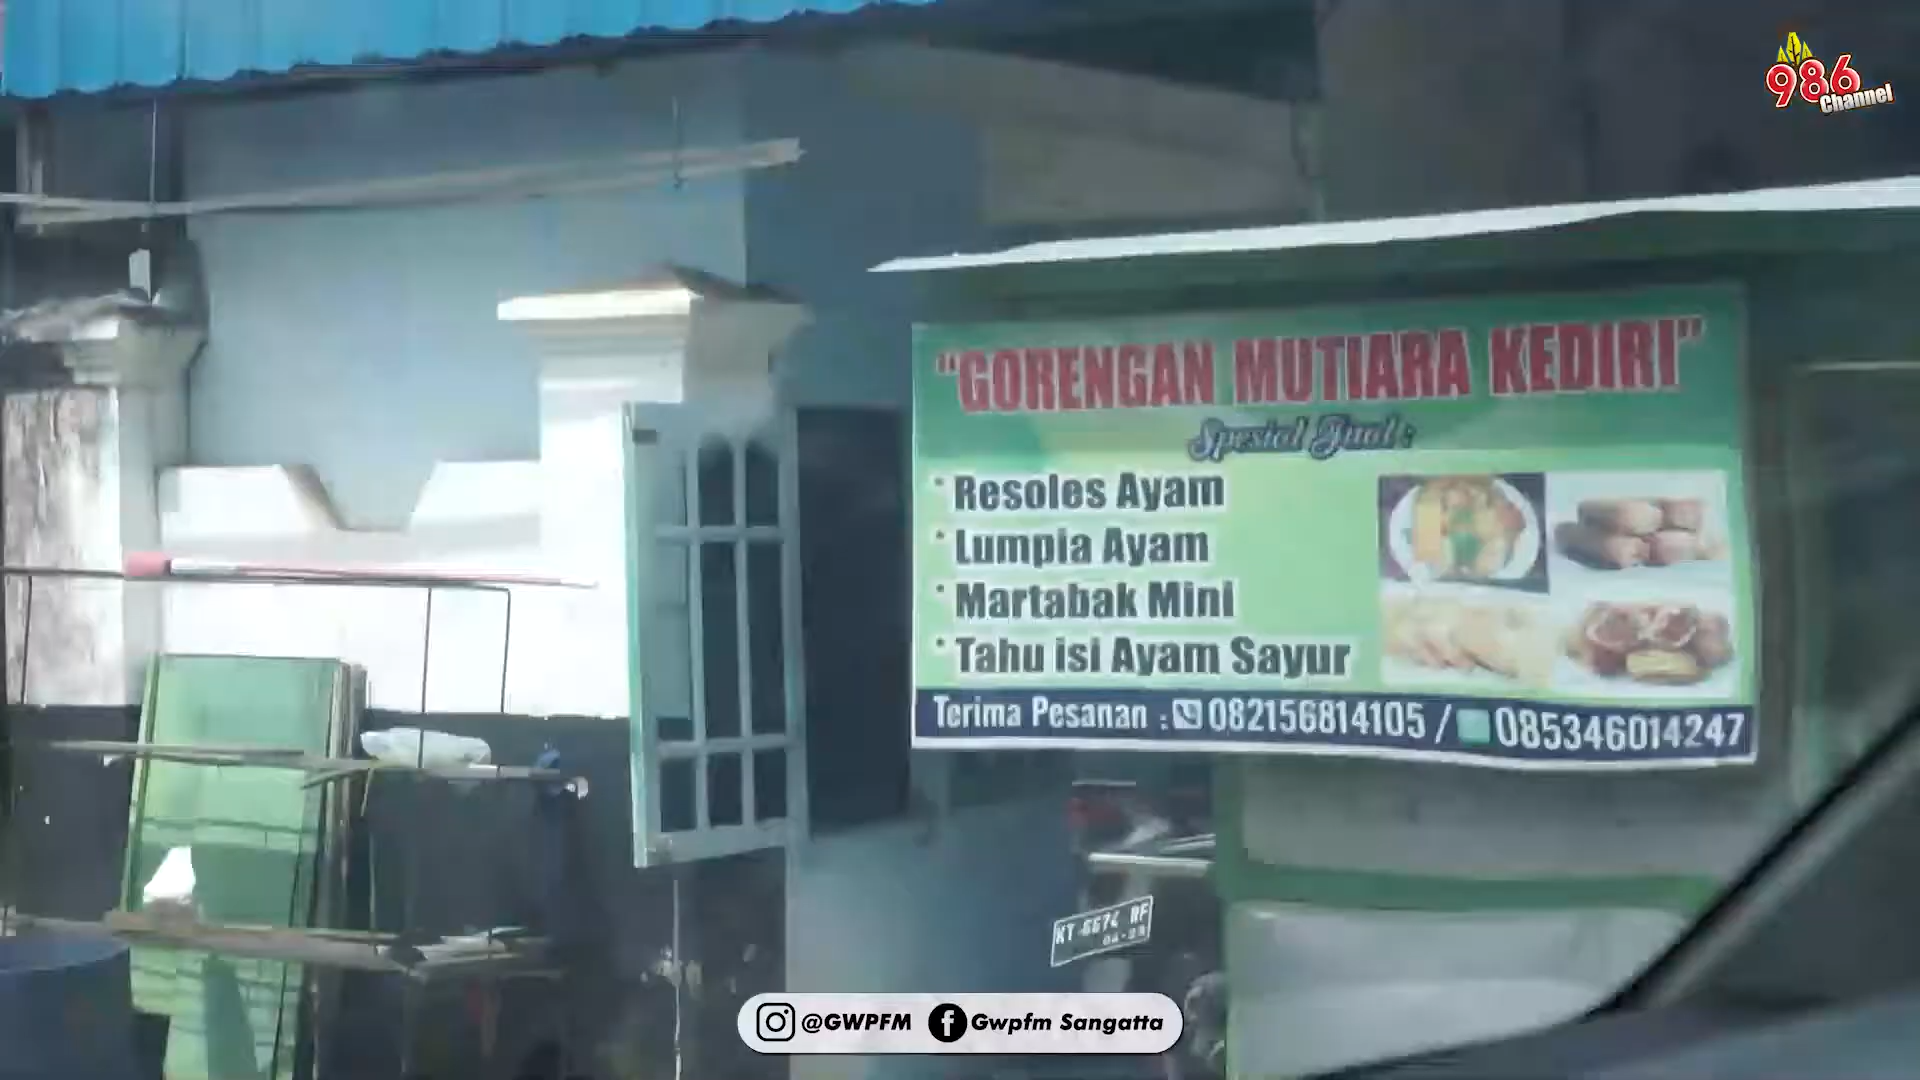 986
Channel
"GORENGAN MUTIARA KEDIRI"
Spesial Jual :
* Resoles Ayam
* Lumpia Ayam
* Martabak Mini
* Tahu isi Ayam Sayur
Terima Pesanan : 082156814105 / 085346014247
@GWPFM Gwpfm Sangatta